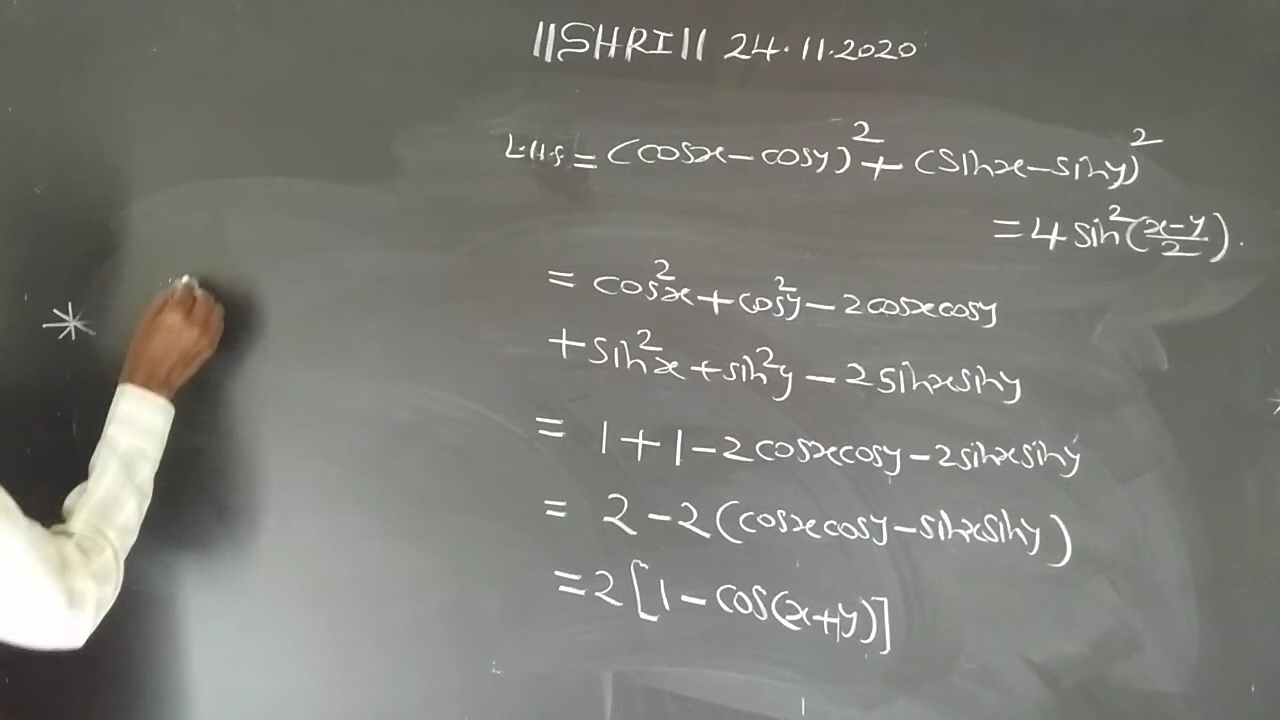 ||SHRI|| 24.11.2020
L.H.S = (cosx - cosy)² + (sinx - siny)²
= 4 sin²((x-y)/2).
= cos²x + cos²y - 2cosxcosy
+ sin²x + sin²y - 2sinxsiny
= 1 + 1 - 2cosxcosy - 2sinxsiny
= 2 - 2(cosxcosy - sinxsiny)
= 2[1 - cos(x+y)]
*